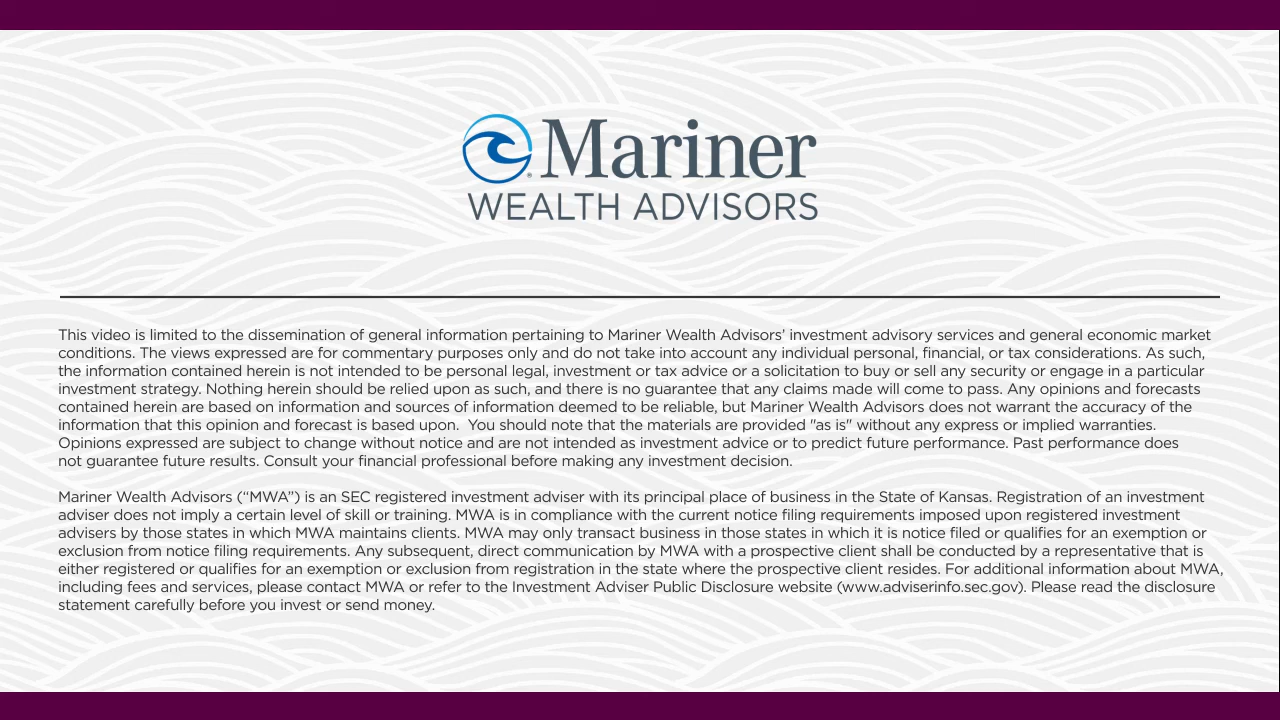 Mariner
WEALTH ADVISORS
This video is limited to the dissemination of general information pertaining to Mariner Wealth Advisors’ investment advisory services and general economic market
conditions. The views expressed are for commentary purposes only and do not take into account any individual personal, financial, or tax considerations. As such,
the information contained herein is not intended to be personal legal, investment or tax advice or a solicitation to buy or sell any security or engage in a particular
investment strategy. Nothing herein should be relied upon as such, and there is no guarantee that any claims made will come to pass. Any opinions and forecasts
contained herein are based on information and sources of information deemed to be reliable, but Mariner Wealth Advisors does not warrant the accuracy of the
information that this opinion and forecast is based upon.  You should note that the materials are provided "as is" without any express or implied warranties.
Opinions expressed are subject to change without notice and are not intended as investment advice or to predict future performance. Past performance does
not guarantee future results. Consult your financial professional before making any investment decision.
Mariner Wealth Advisors (“MWA”) is an SEC registered investment adviser with its principal place of business in the State of Kansas. Registration of an investment
adviser does not imply a certain level of skill or training. MWA is in compliance with the current notice filing requirements imposed upon registered investment
advisers by those states in which MWA maintains clients. MWA may only transact business in those states in which it is notice filed or qualifies for an exemption or
exclusion from notice filing requirements. Any subsequent, direct communication by MWA with a prospective client shall be conducted by a representative that is
either registered or qualifies for an exemption or exclusion from registration in the state where the prospective client resides. For additional information about MWA,
including fees and services, please contact MWA or refer to the Investment Adviser Public Disclosure website (www.adviserinfo.sec.gov). Please read the disclosure
statement carefully before you invest or send money.